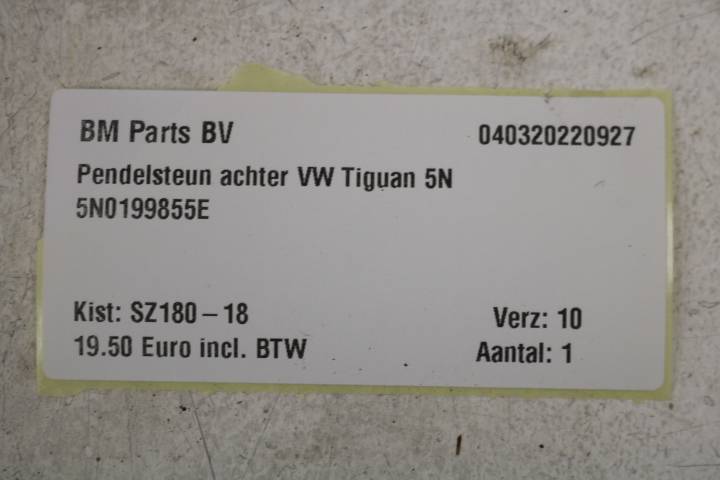 BM Parts BV 040320220927
Pendelsteun achter VW Tiguan 5N
5N0199855E
Kist: SZ180-18 Verz: 10
19.50 Euro incl. BTW Aantal: 1